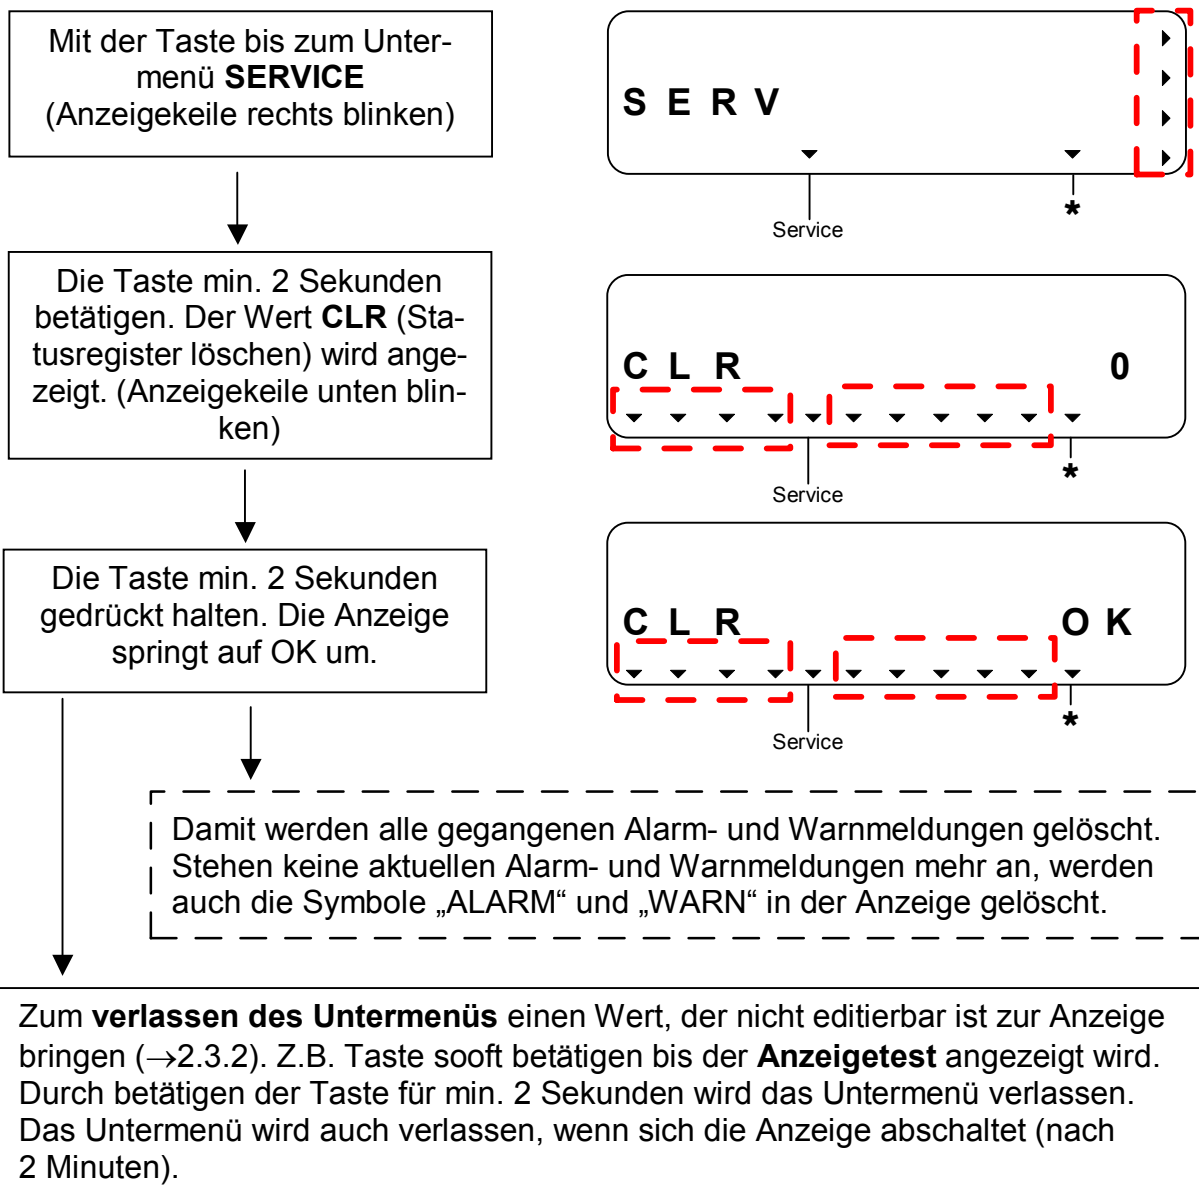 Mit der Taste bis zum Unter-
menü SERVICE
(Anzeigekeile rechts blinken)
S E R V
Service
*
Die Taste min. 2 Sekunden
betätigen. Der Wert CLR (Sta-
tusregister löschen) wird ange-
zeigt. (Anzeigekeile unten blin-
ken)
C L R 0
Service
*
Die Taste min. 2 Sekunden
gedrückt halten. Die Anzeige
springt auf OK um.
C L R O K
Service
*
Damit werden alle gegangenen Alarm- und Warnmeldungen gelöscht.
Stehen keine aktuellen Alarm- und Warnmeldungen mehr an, werden
auch die Symbole „ALARM“ und „WARN“ in der Anzeige gelöscht.
Zum verlassen des Untermenüs einen Wert, der nicht editierbar ist zur Anzeige
bringen (→2.3.2). Z.B. Taste sooft betätigen bis der Anzeigetest angezeigt wird.
Durch betätigen der Taste für min. 2 Sekunden wird das Untermenü verlassen.
Das Untermenü wird auch verlassen, wenn sich die Anzeige abschaltet (nach
2 Minuten).